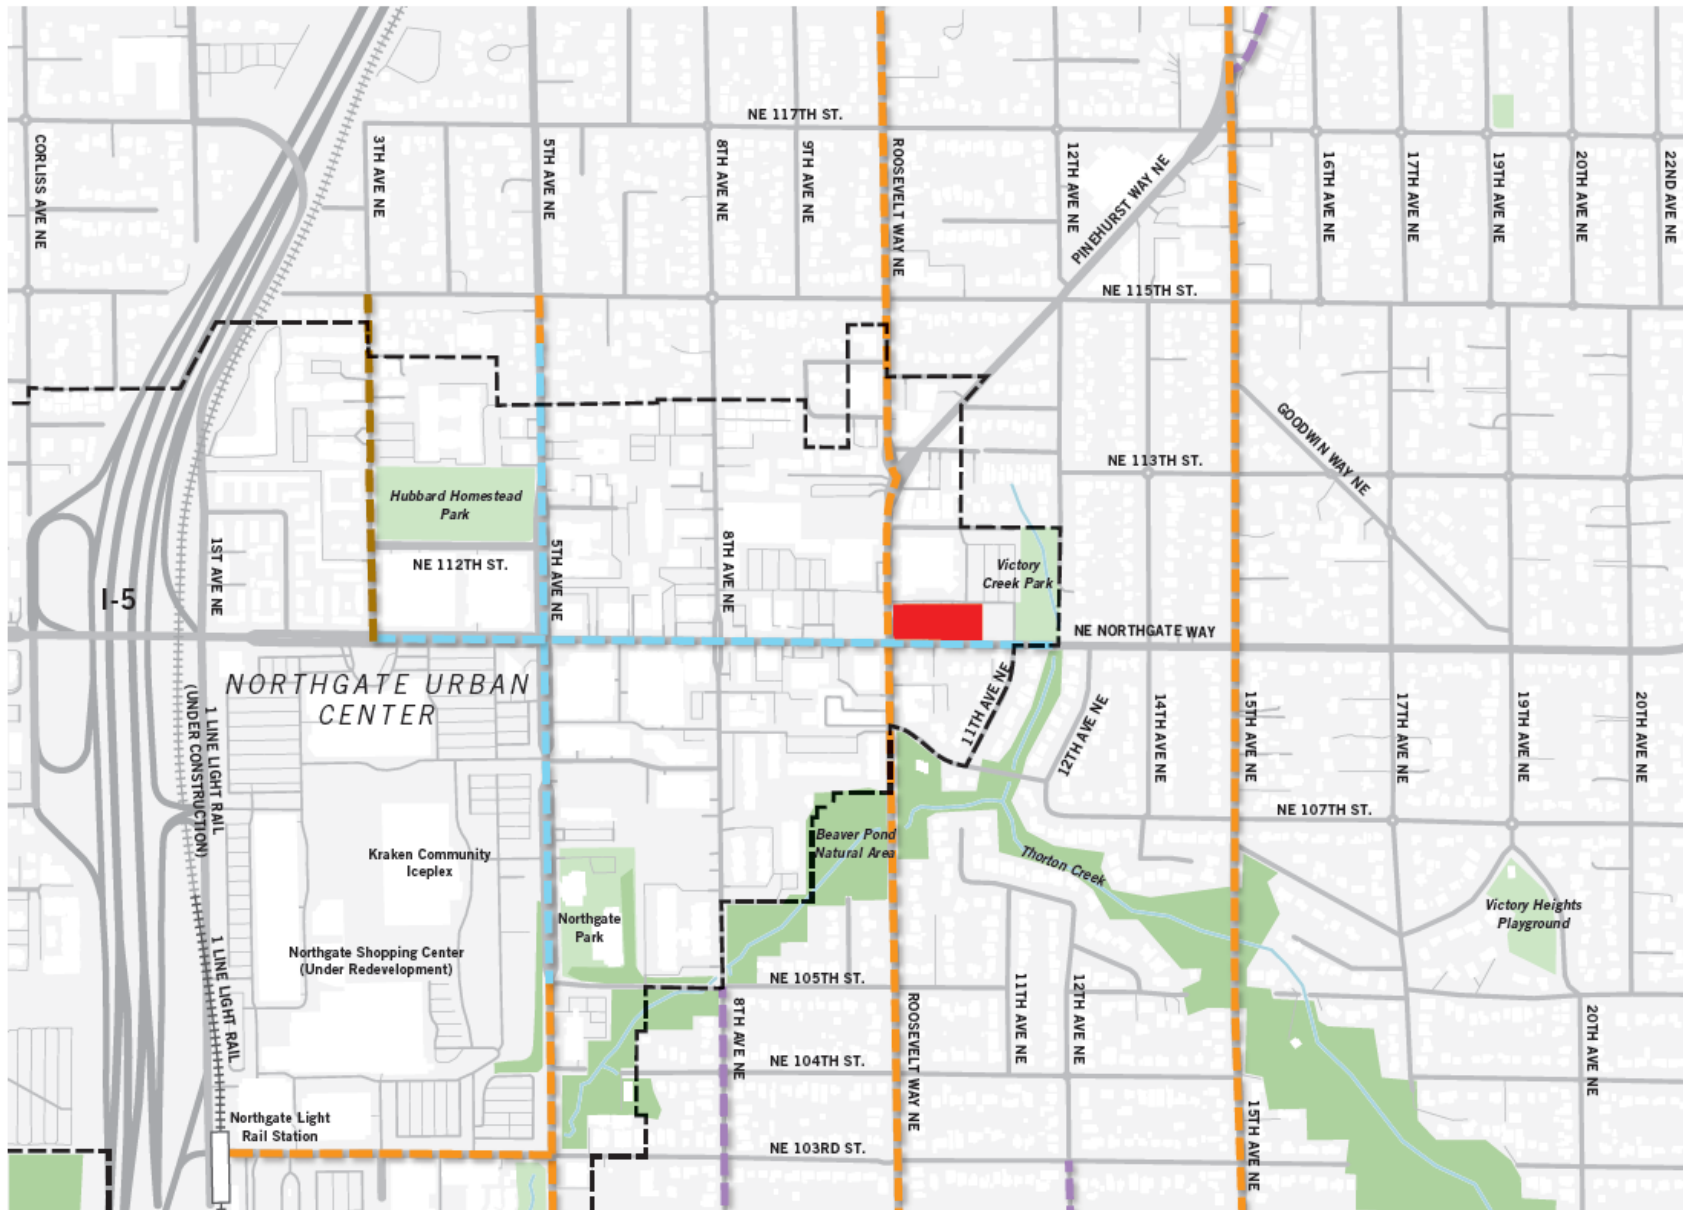 NE 117TH ST.
CORLISS AVE NE
3TH AVE NE
5TH AVE NE
8TH AVE NE
9TH AVE NE
ROOSEVELT WAY NE
12TH AVE NE
PINEHURST WAY NE
16TH AVE NE
17TH AVE NE
19TH AVE NE
20TH AVE NE
22ND AVE NE
NE 115TH ST.
GOODWIN WAY NE
NE 113TH ST.
Hubbard Homestead
Park
NE 112TH ST.
1ST AVE NE
5TH AVE NE
8TH AVE NE
Victory
Creek Park
I-5
NE NORTHGATE WAY
NORTHGATE URBAN
CENTER
11TH AVE NE
12TH AVE NE
14TH AVE NE
15TH AVE NE
17TH AVE NE
19TH AVE NE
20TH AVE NE
1 LINE LIGHT RAIL
(UNDER CONSTRUCTION)
NE 107TH ST.
Beaver Pond
Natural Area
Kraken Community
Iceplex
Thorton Creek
Northgate
Park
Victory Heights
Playground
Northgate Shopping Center
(Under Redevelopment)
1 LINE LIGHT RAIL
NE 105TH ST.
8TH AVE NE
ROOSEVELT WAY NE
11TH AVE NE
12TH AVE NE
20TH AVE NE
NE 104TH ST.
Northgate Light
Rail Station
NE 103RD ST.
15TH AVE NE